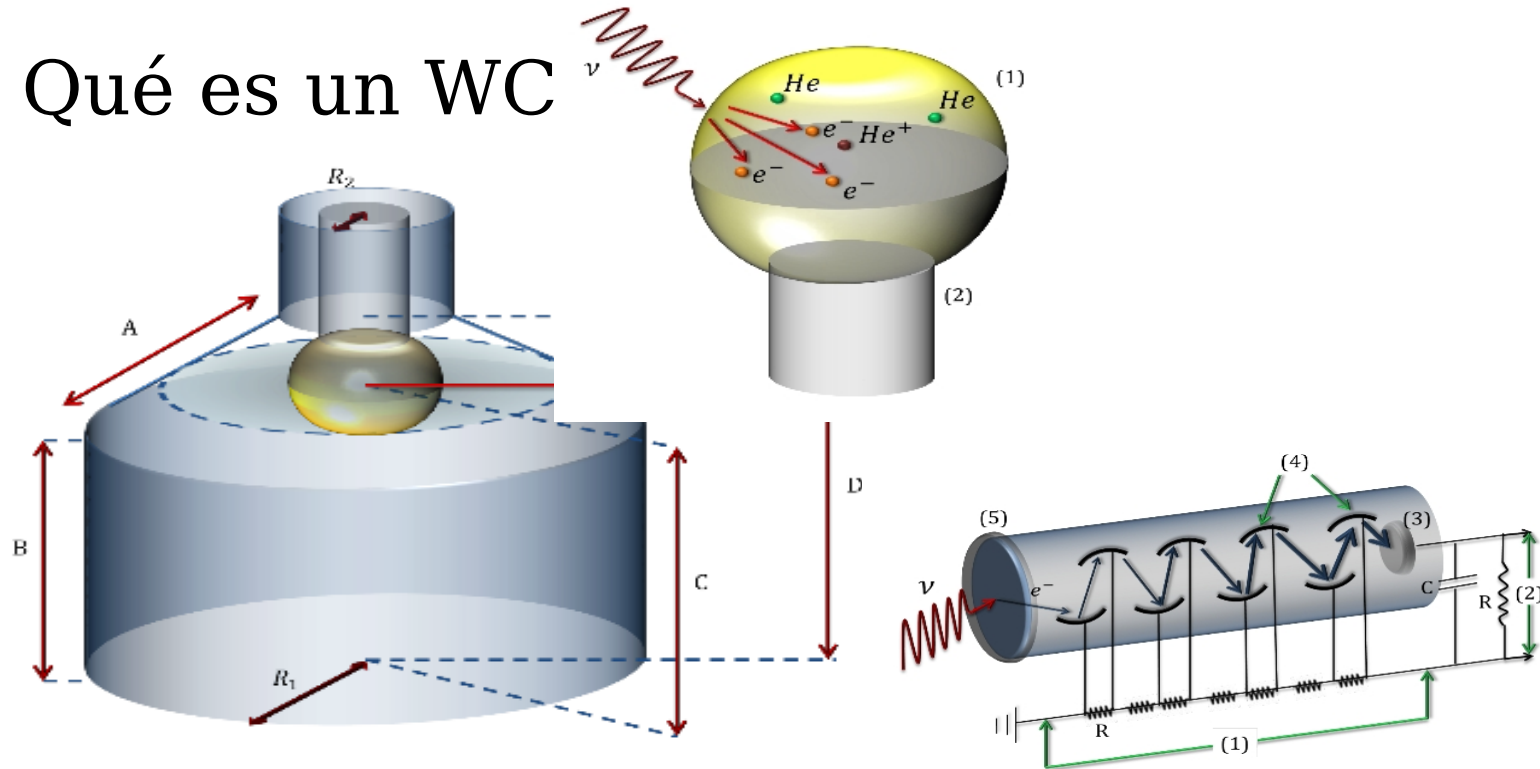 Qué es un WC
ν
He
He
e⁻
He⁺
e⁻
e⁻
(1)
(2)
R₂
A
B
C
D
R₁
(4)
(5)
(3)
ν
e⁻
C
R
(2)
R
(1)